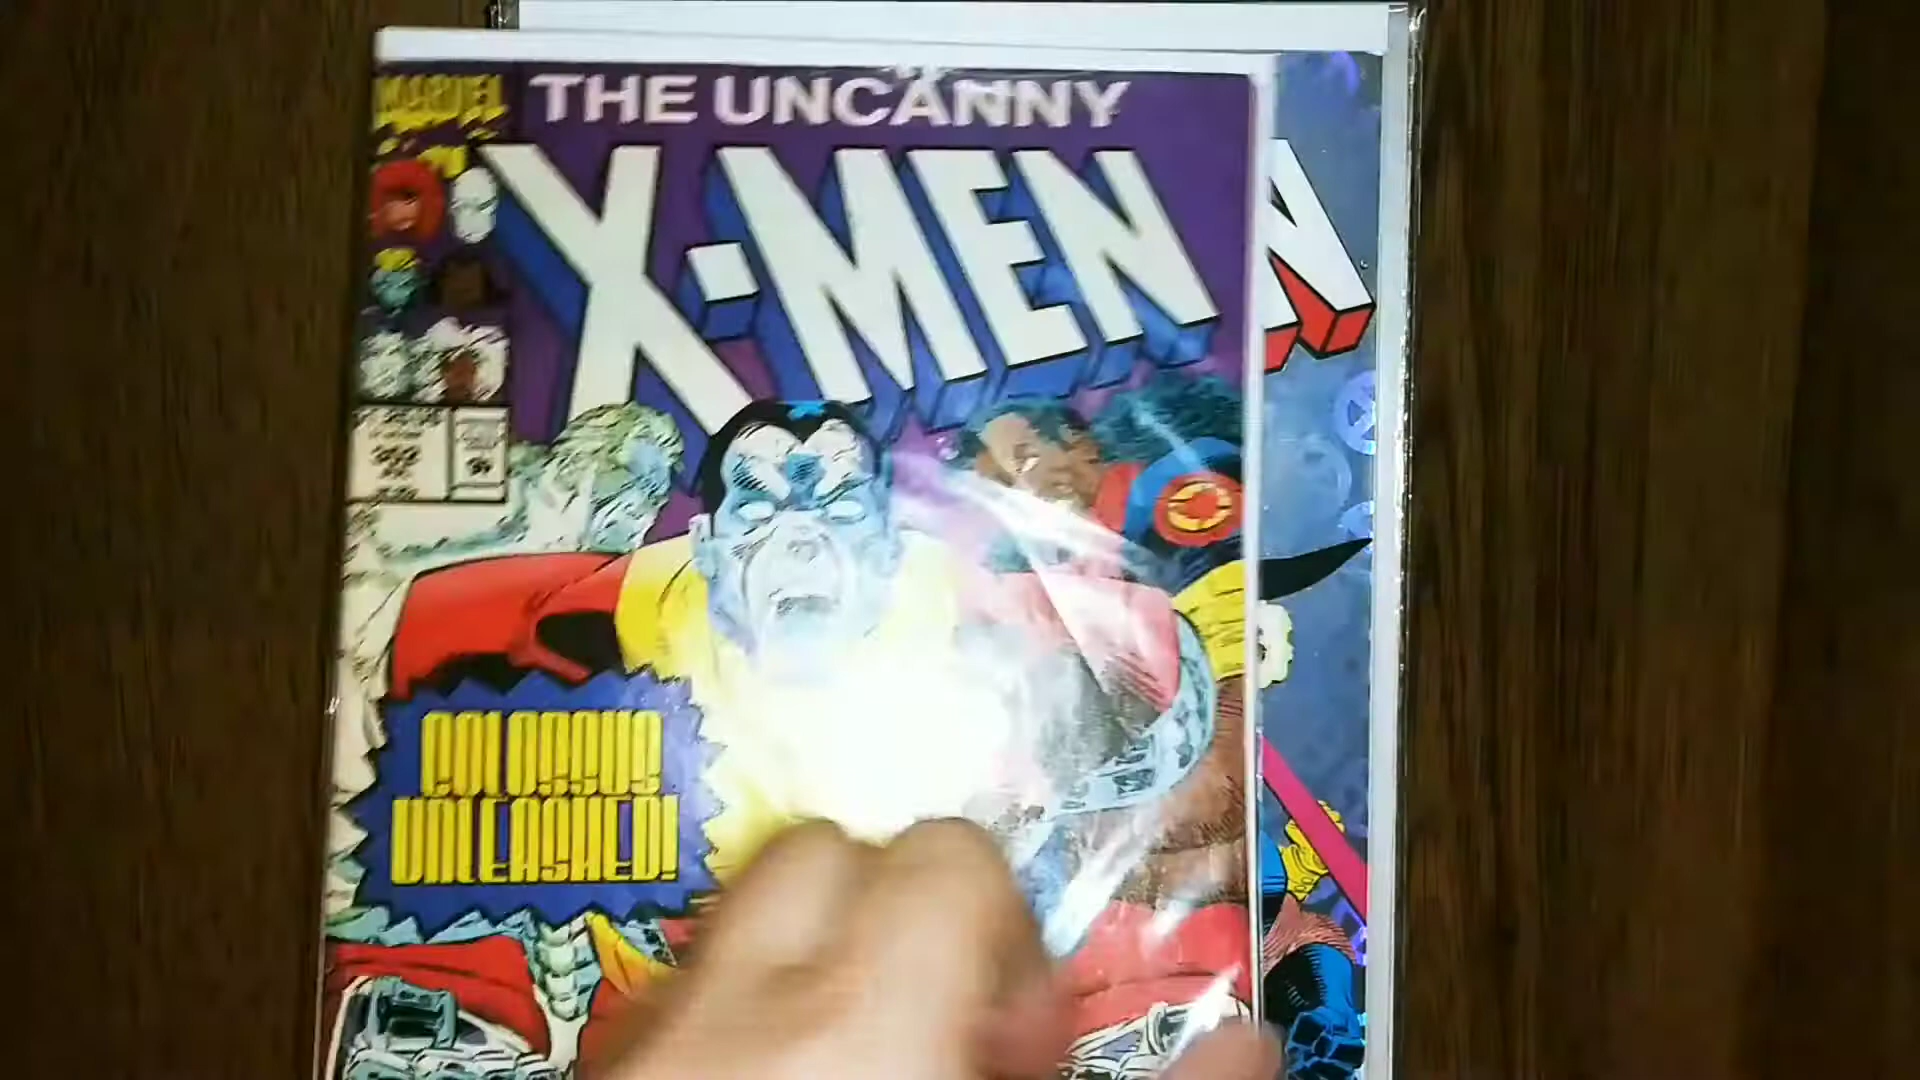 MARVEL
THE UNCANNY
X-MEN
N
COLOSSUS
UNLEASHED!